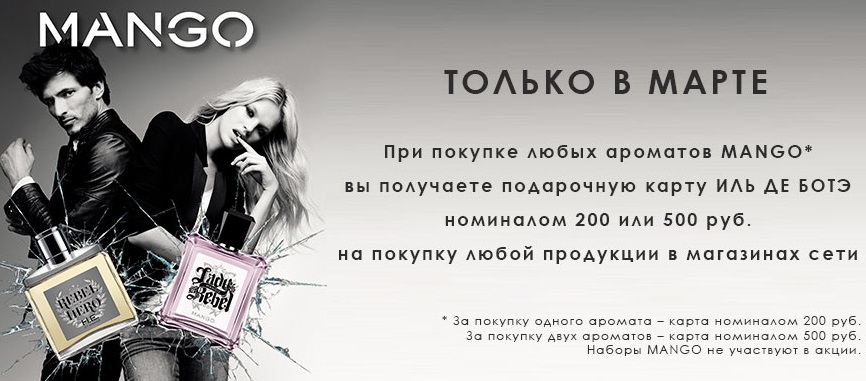 MANGO
ТОЛЬКО В МАРТЕ
При покупке любых ароматов MANGO*
вы получаете подарочную карту ИЛЬ ДЕ БОТЭ
номиналом 200 или 500 руб.
на покупку любой продукции в магазинах сети
REBEL
HERO
HE
Lady
Rebel
MANGO
* За покупку одного аромата – карта номиналом 200 руб.
За покупку двух ароматов – карта номиналом 500 руб.
Наборы MANGO не участвуют в акции.